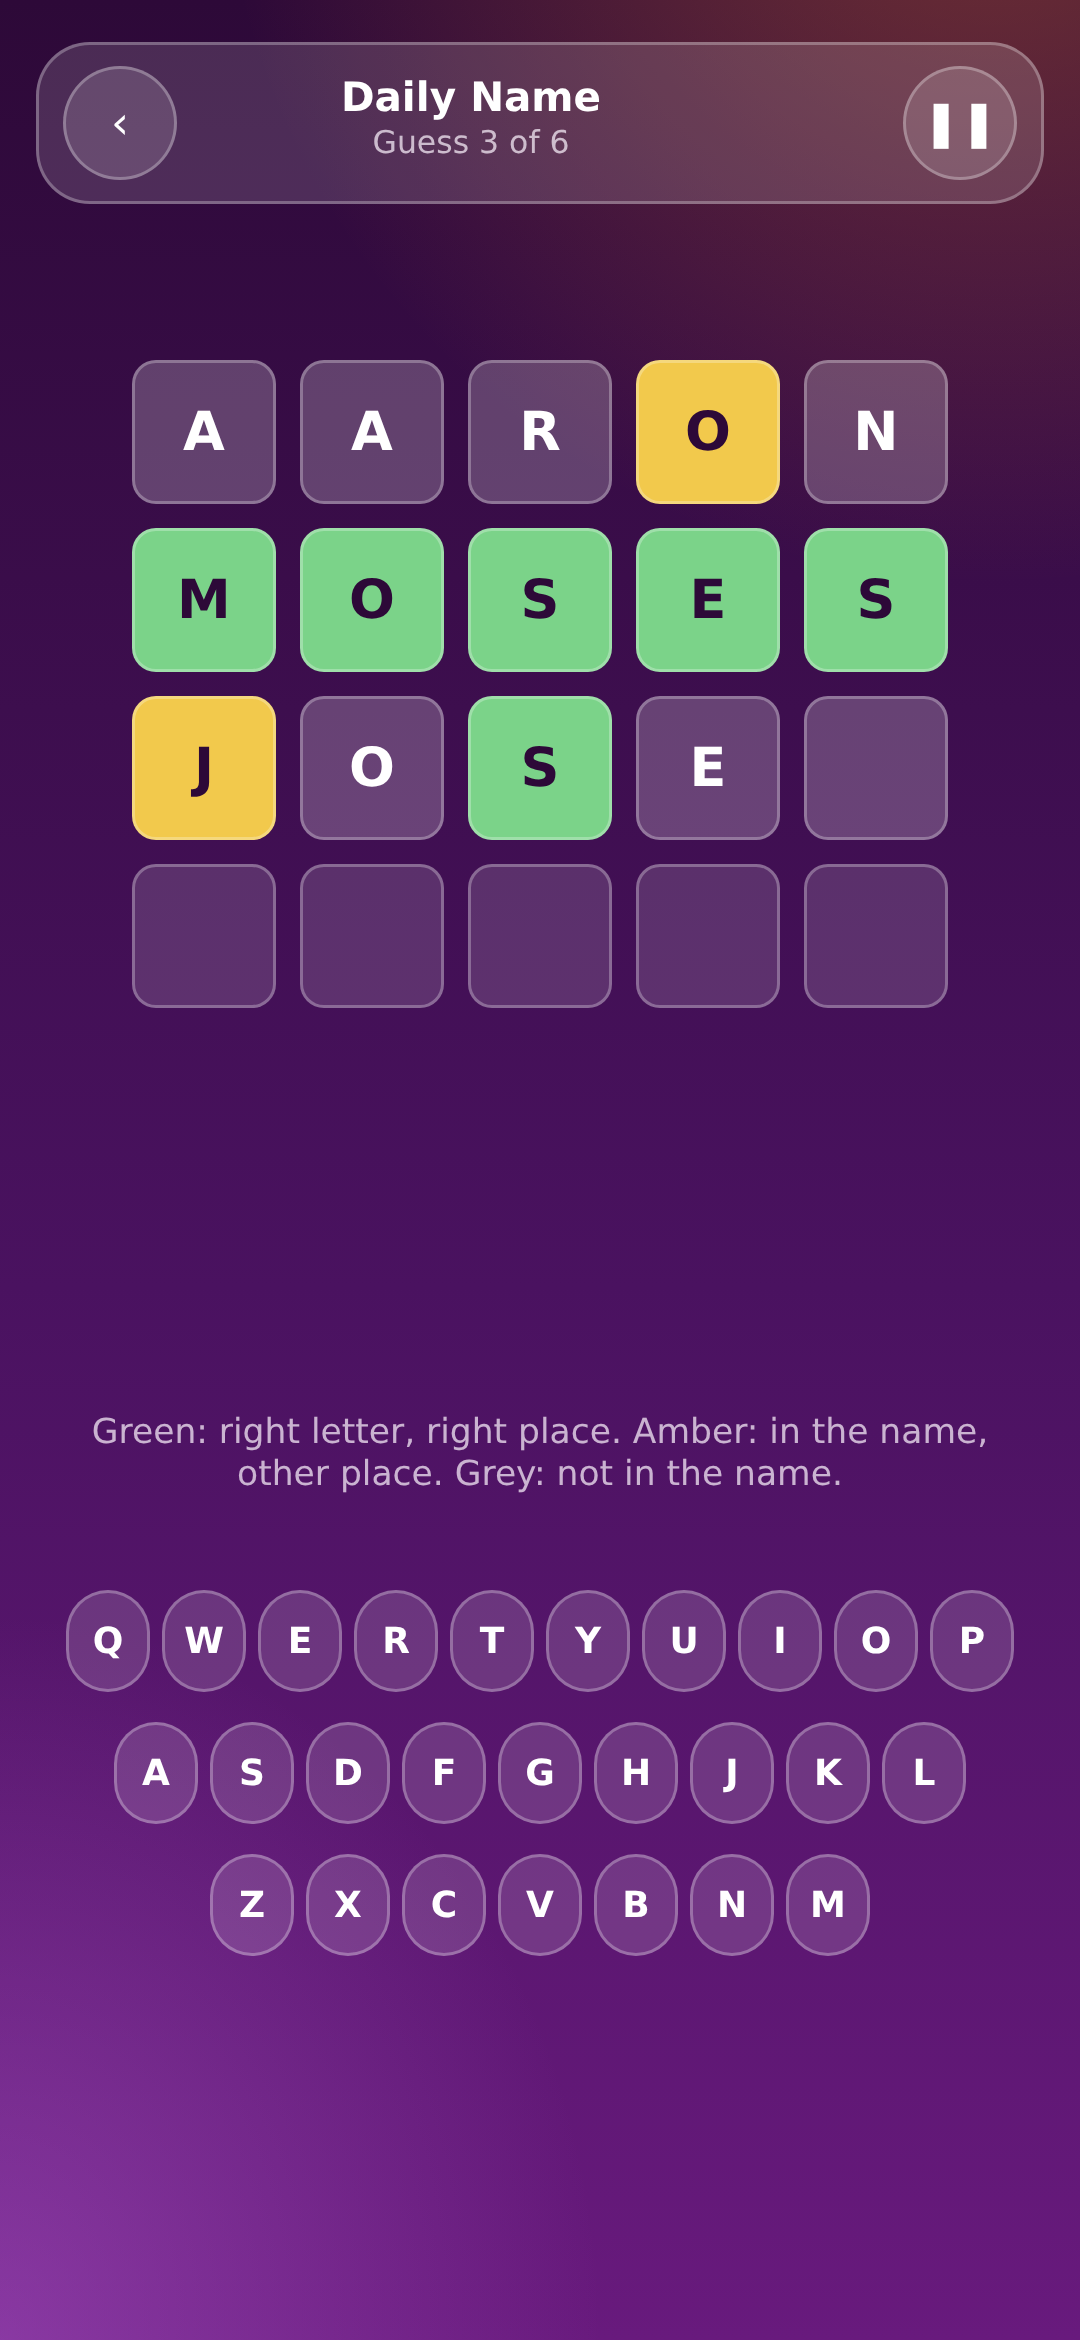 ‹
Daily Name
Guess 3 of 6
A A R O N
M O S E S
J O S E
Green: right letter, right place. Amber: in the name,
other place. Grey: not in the name.
Q W E R T Y U I O P
A S D F G H J K L
Z X C V B N M